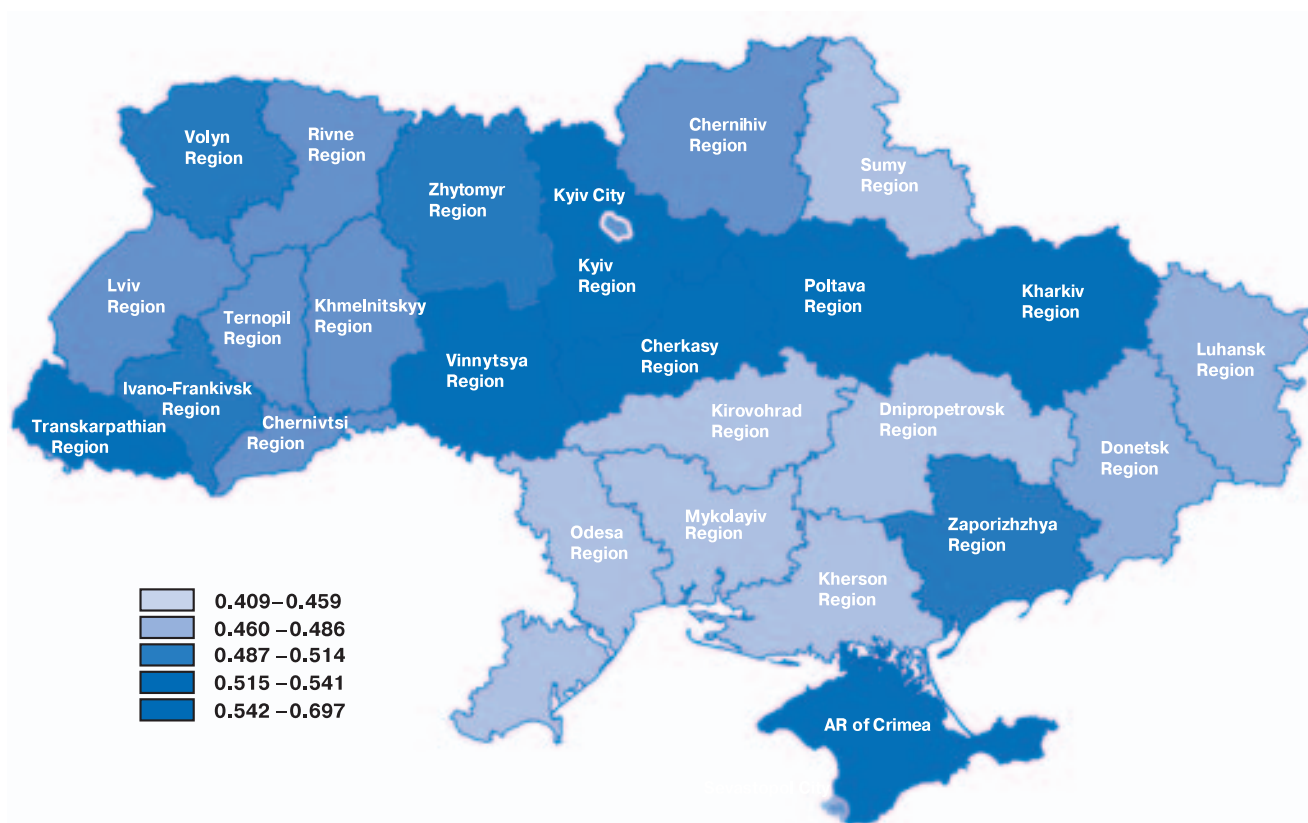 Volyn
Region
Rivne
Region
Zhytomyr
Region
Kyiv City
Chernihiv
Region
Sumy
Region
Lviv
Region
Ternopil
Region
Khmelnitskyy
Region
Kyiv
Region
Poltava
Region
Kharkiv
Region
Luhansk
Region
Ivano-Frankivsk
Region
Vinnytsya
Region
Cherkasy
Region
Transkarpathian
Region
Chernivtsi
Region
Kirovohrad
Region
Dnipropetrovsk
Region
Donetsk
Region
Odesa
Region
Mykolayiv
Region
Zaporizhzhya
Region
Kherson
Region
0.409–0.459
0.460–0.486
0.487–0.514
0.515–0.541
0.542–0.697
AR of Crimea